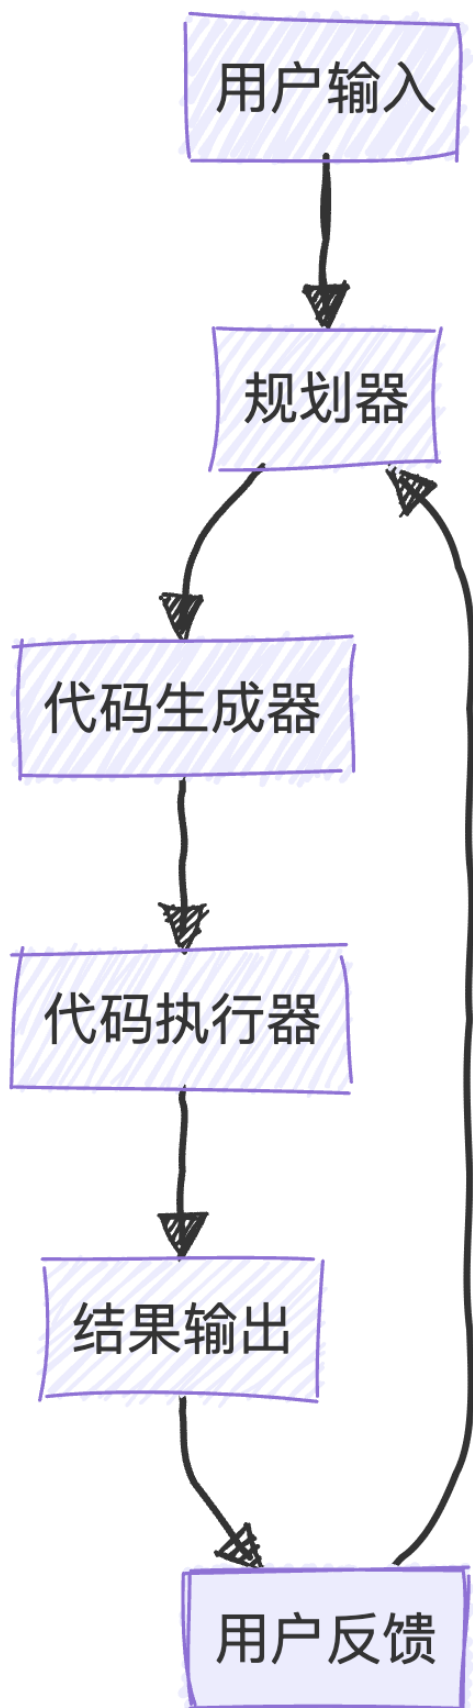 用户输入
规划器
代码生成器
代码执行器
结果输出
用户反馈